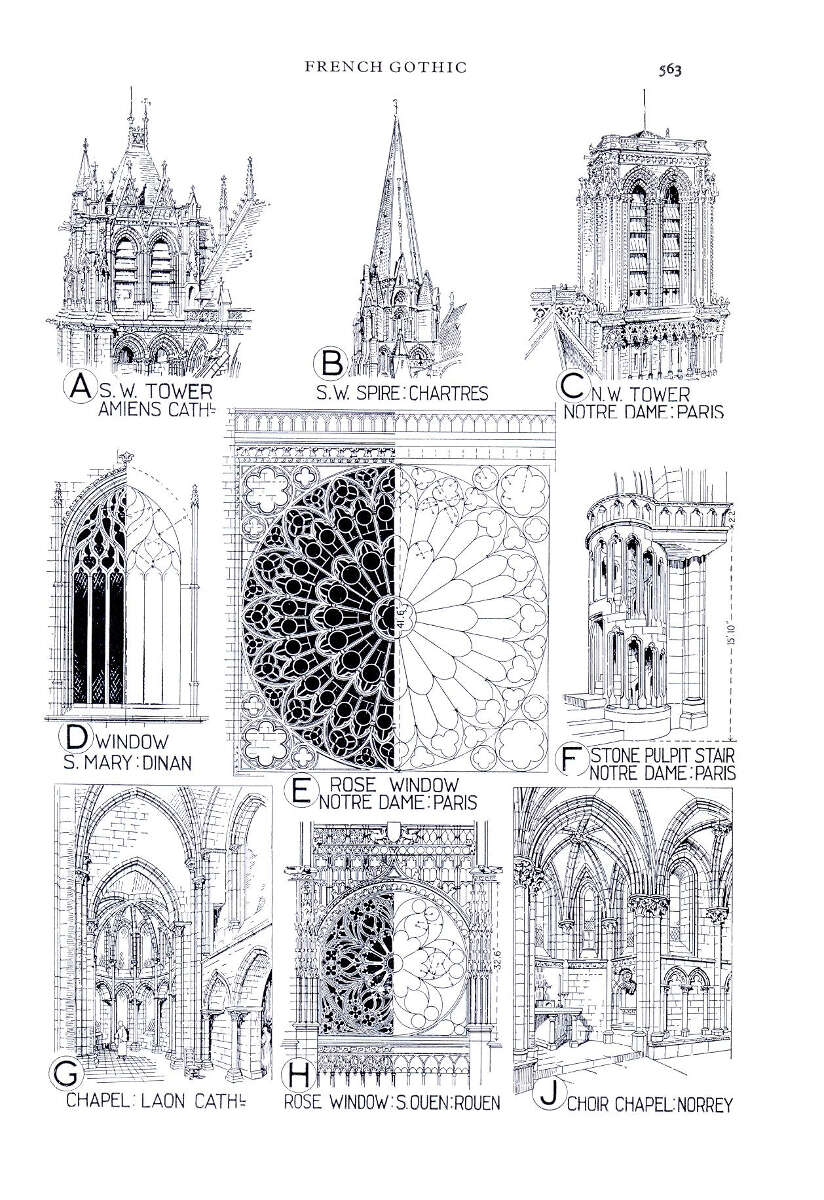 FRENCH GOTHIC 563
A S.W. TOWER
AMIENS CATHL
B
S.W. SPIRE: CHARTRES
C N.W. TOWER
NOTRE DAME: PARIS
D WINDOW
S. MARY: DINAN
41.6"
E ROSE WINDOW
NOTRE DAME: PARIS
2.2"
15'.10"
F STONE PULPIT STAIR
NOTRE DAME: PARIS
G
CHAPEL: LAON CATHL
32.6"
H
ROSE WINDOW: S. OUEN: ROUEN
J CHOIR CHAPEL: NORREY